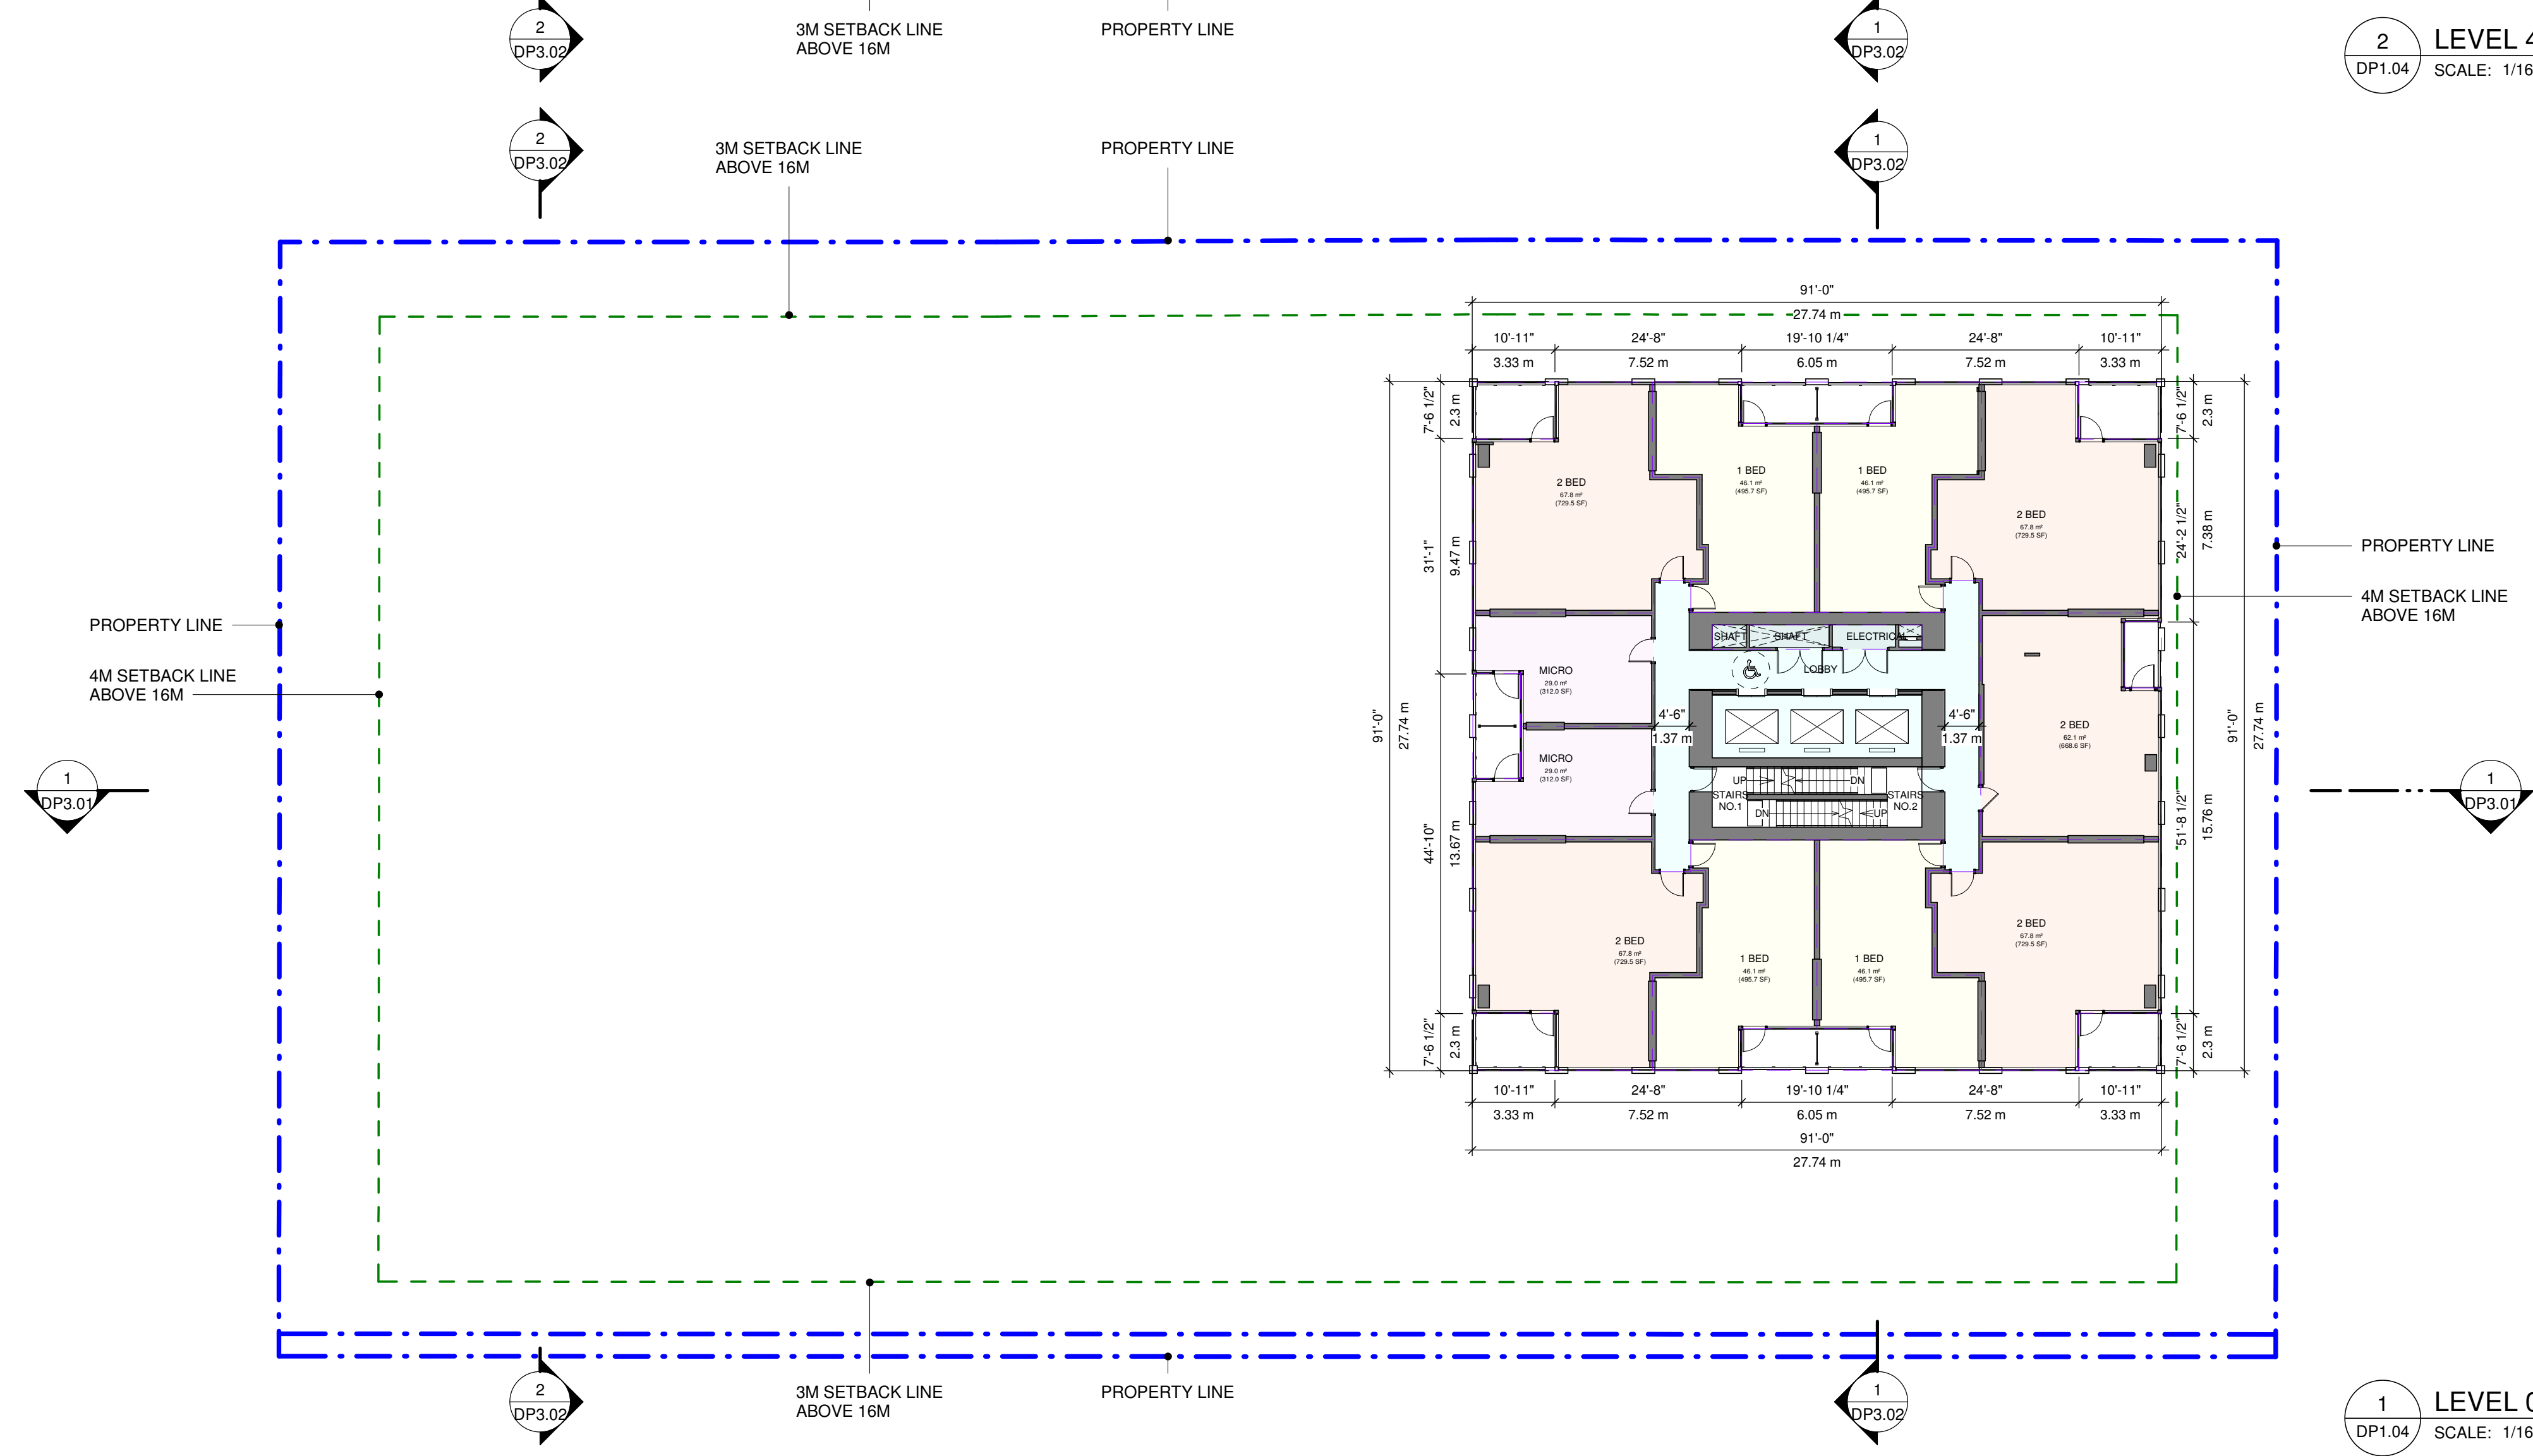 2
DP3.02
3M SETBACK LINE
ABOVE 16M
PROPERTY LINE
1
DP3.02
2
DP1.04
LEVEL 4
SCALE: 1/16
2
DP3.02
3M SETBACK LINE
ABOVE 16M
PROPERTY LINE
1
DP3.02
91'-0"
27.74 m
10'-11"
24'-8"
19'-10 1/4"
24'-8"
10'-11"
3.33 m
7.52 m
6.05 m
7.52 m
3.33 m
7'-6 1/2"
2.3 m
31'-1"
9.47 m
44'-10"
13.67 m
7'-6 1/2"
2.3 m
91'-0"
27.74 m
7'-6 1/2"
2.3 m
24'-2 1/2"
7.38 m
51'-8 1/2"
15.76 m
7'-6 1/2"
2.3 m
91'-0"
27.74 m
2 BED
67.8 m²
(729.5 SF)
1 BED
46.1 m²
(495.7 SF)
1 BED
46.1 m²
(495.7 SF)
2 BED
67.8 m²
(729.5 SF)
PROPERTY LINE
4M SETBACK LINE
ABOVE 16M
PROPERTY LINE
4M SETBACK LINE
ABOVE 16M
SHAFT
SHAFT
ELECTRICAL
LOBBY
MICRO
29.0 m²
(312.0 SF)
4'-6"
1.37 m
4'-6"
1.37 m
2 BED
62.1 m²
(668.6 SF)
MICRO
29.0 m²
(312.0 SF)
UP
DN
STAIRS
NO.1
STAIRS
NO.2
DN
UP
1
DP3.01
1
DP3.01
2 BED
67.8 m²
(729.5 SF)
1 BED
46.1 m²
(495.7 SF)
1 BED
46.1 m²
(495.7 SF)
2 BED
67.8 m²
(729.5 SF)
10'-11"
24'-8"
19'-10 1/4"
24'-8"
10'-11"
3.33 m
7.52 m
6.05 m
7.52 m
3.33 m
91'-0"
27.74 m
2
DP3.02
3M SETBACK LINE
ABOVE 16M
PROPERTY LINE
1
DP3.02
1
DP1.04
LEVEL 0
SCALE: 1/16